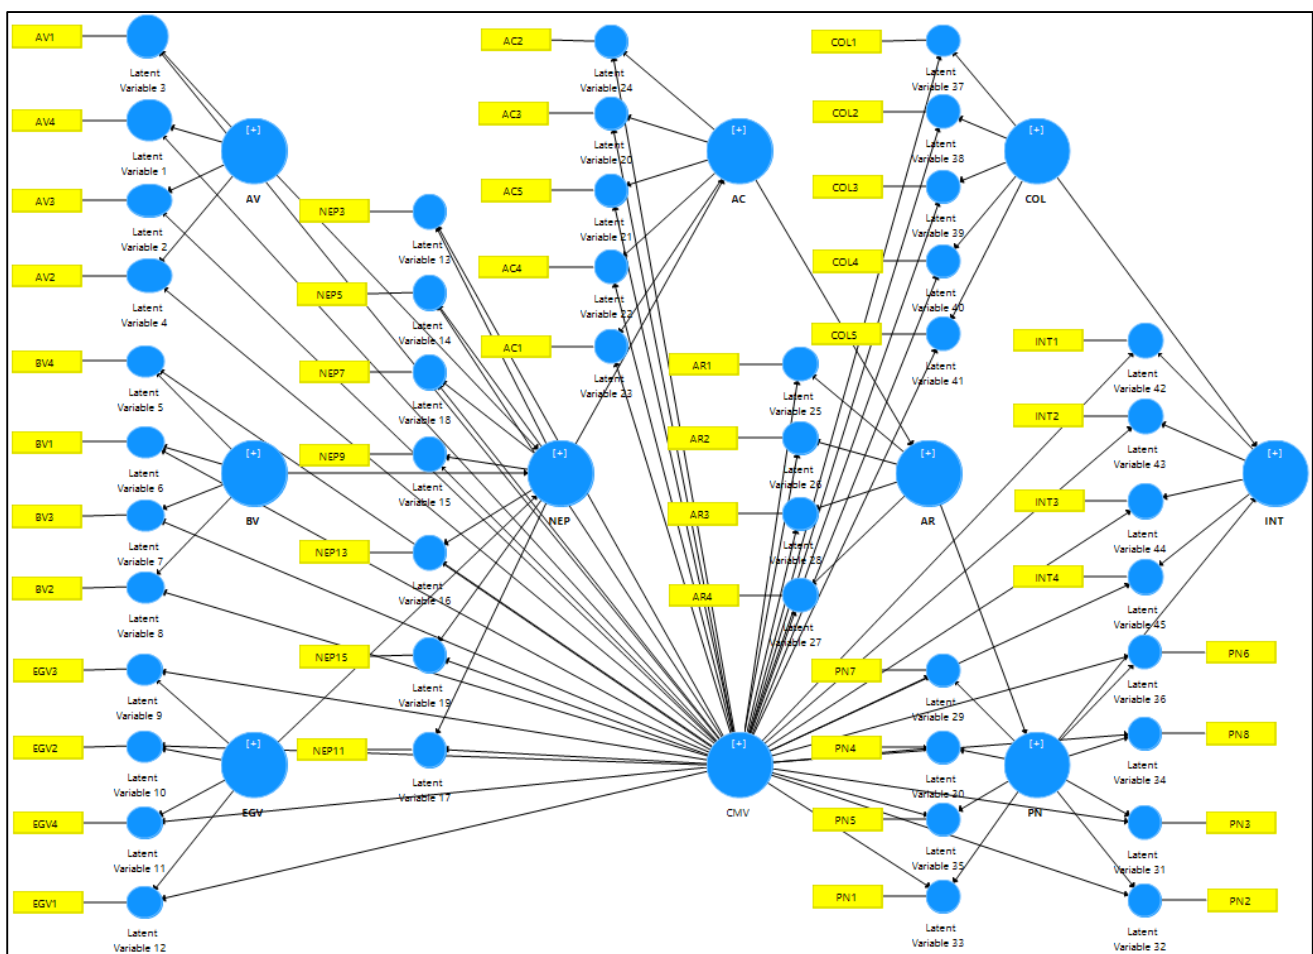 AV1
Latent
Variable 3
AV4
Latent
Variable 1
AV3
Latent
Variable 2
AV2
Latent
Variable 4
[+]
AV
BV4
Latent
Variable 5
BV1
Latent
Variable 6
BV3
Latent
Variable 7
BV2
Latent
Variable 8
[+]
BV
EGV3
Latent
Variable 9
EGV2
Latent
Variable 10
EGV4
Latent
Variable 11
EGV1
Latent
Variable 12
[+]
EGV
NEP3
Latent
Variable 13
NEP5
Latent
Variable 14
NEP7
Latent
Variable 18
NEP9
Latent
Variable 15
NEP13
Latent
Variable 16
NEP15
Latent
Variable 19
NEP11
Latent
Variable 17
[+]
NEP
AC2
Latent
Variable 24
AC3
Latent
Variable 20
AC5
Latent
Variable 21
AC4
Latent
Variable 22
AC1
Latent
Variable 23
[+]
AC
AR1
Latent
Variable 25
AR2
Latent
Variable 26
AR3
Latent
Variable 28
AR4
Latent
Variable 27
[+]
AR
[+]
CMV
COL1
Latent
Variable 37
COL2
Latent
Variable 38
COL3
Latent
Variable 39
COL4
Latent
Variable 40
COL5
Latent
Variable 41
[+]
COL
INT1
Latent
Variable 42
INT2
Latent
Variable 43
INT3
Latent
Variable 44
INT4
Latent
Variable 45
[+]
INT
PN7
Latent
Variable 29
PN4
Latent
Variable 30
PN5
Latent
Variable 35
PN1
Latent
Variable 33
[+]
PN
PN6
Latent
Variable 36
PN8
Latent
Variable 34
PN3
Latent
Variable 31
PN2
Latent
Variable 32